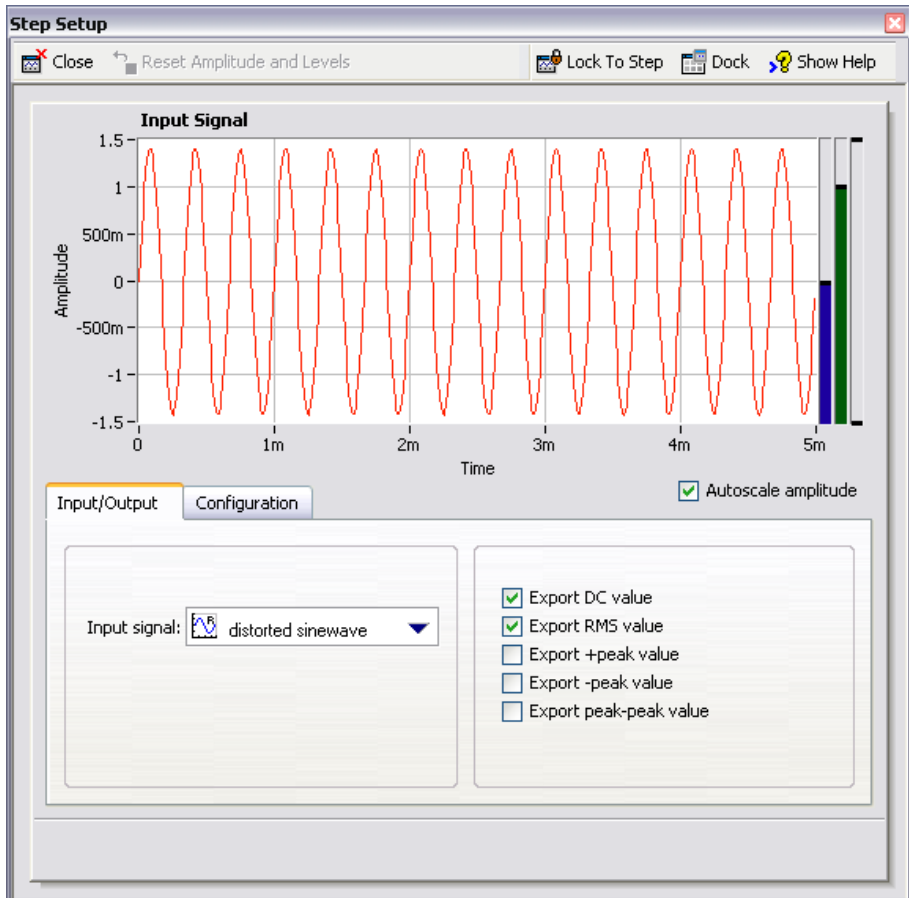 Step Setup
Close Reset Amplitude and Levels Lock To Step Dock Show Help
Input Signal
Amplitude
1.5
1
500m
0
-500m
-1
-1.5
0 1m 2m 3m 4m 5m
Time
Autoscale amplitude
Input/Output Configuration
Input signal: distorted sinewave
Export DC value
Export RMS value
Export +peak value
Export -peak value
Export peak-peak value